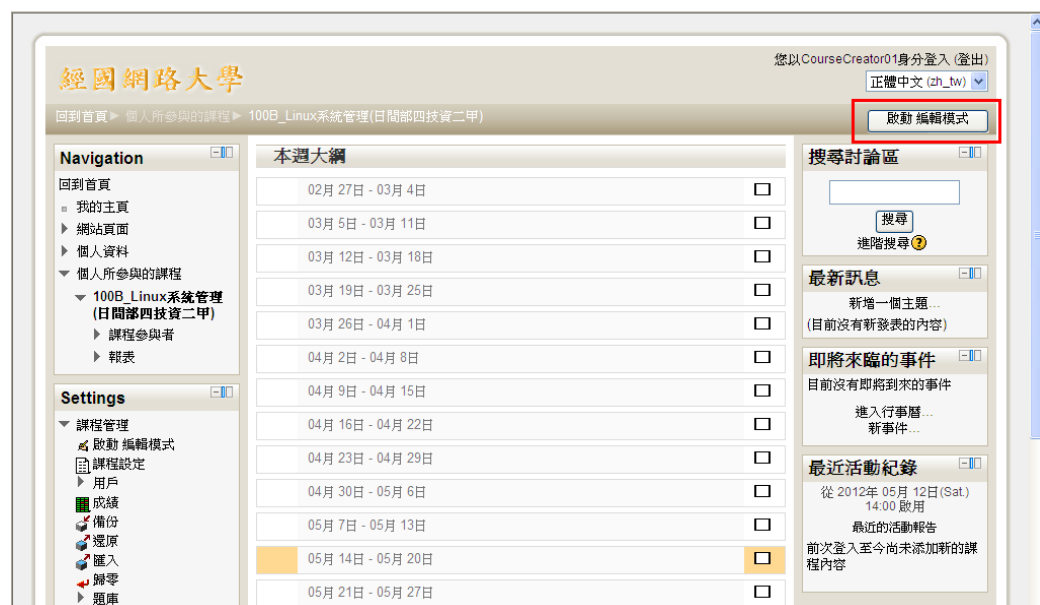 您以CourseCreator01身分登入 (登出)
經國網路大學
正體中文 (zh_tw)
回到首頁 ▶ 個人所參與的課程 ▶ 100B_Linux系統管理(日間部四技資二甲)
啟動 編輯模式
Navigation
回到首頁
我的主頁
網站頁面
個人資料
個人所參與的課程
100B_Linux系統管理
(日間部四技資二甲)
課程參與者
報表
Settings
課程管理
啟動 編輯模式
課程設定
用戶
成績
備份
還原
匯入
歸零
題庫
本週大綱
02月 27日 - 03月 4日
03月 5日 - 03月 11日
03月 12日 - 03月 18日
03月 19日 - 03月 25日
03月 26日 - 04月 1日
04月 2日 - 04月 8日
04月 9日 - 04月 15日
04月 16日 - 04月 22日
04月 23日 - 04月 29日
04月 30日 - 05月 6日
05月 7日 - 05月 13日
05月 14日 - 05月 20日
05月 21日 - 05月 27日
搜尋討論區
搜尋
進階搜尋?
最新訊息
新增一個主題...
(目前沒有新發表的內容)
即將來臨的事件
目前沒有即將到來的事件
進入行事曆...
新事件...
最近活動紀錄
從 2012年 05月 12日(Sat.)
14:00 啟用
最近的活動報告
前次登入至今尚未添加新的課
程內容